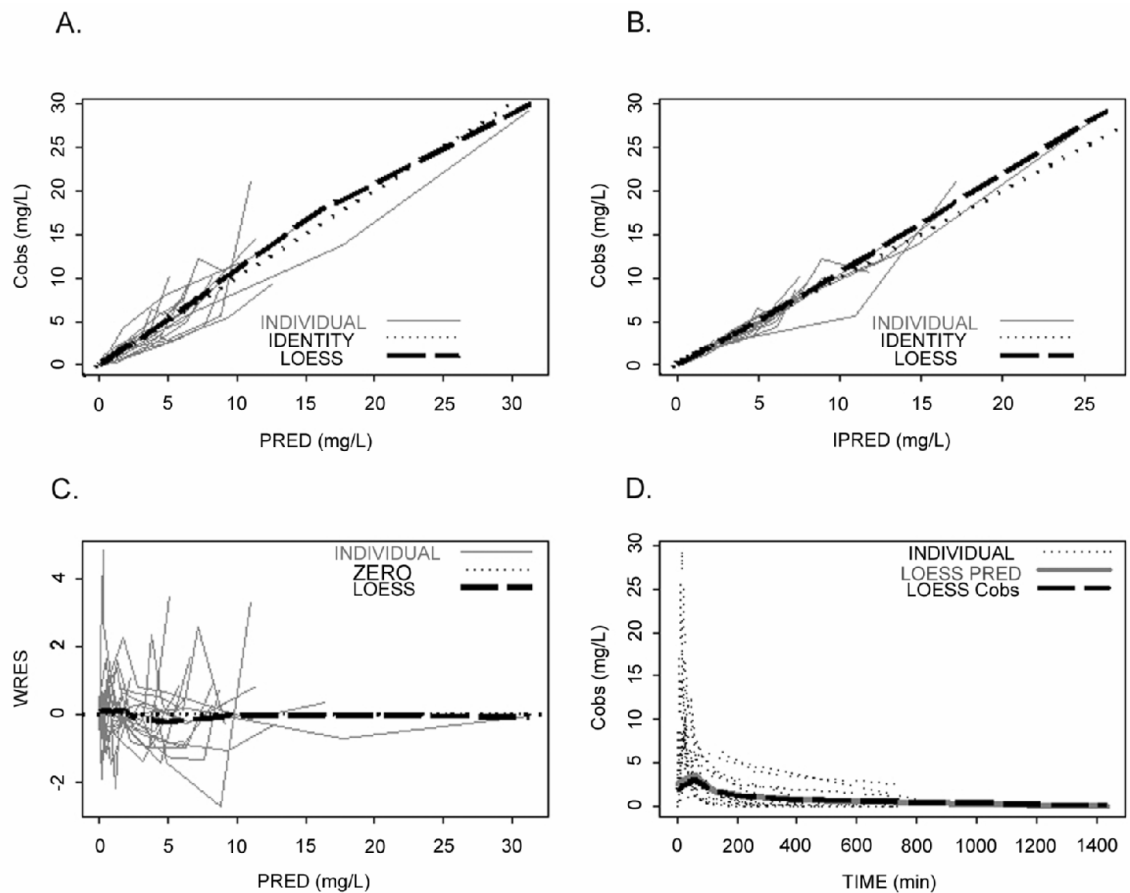 A.
Cobs (mg/L)
30
25
20
15
10
5
0
INDIVIDUAL
IDENTITY
LOESS
0 5 10 15 20 25 30
PRED (mg/L)
B.
Cobs (mg/L)
30
25
20
15
10
5
0
INDIVIDUAL
IDENTITY
LOESS
0 5 10 15 20 25
IPRED (mg/L)
C.
WRES
4
2
0
-2
INDIVIDUAL
ZERO
LOESS
0 5 10 15 20 25 30
PRED (mg/L)
D.
Cobs (mg/L)
30
25
20
15
10
5
0
INDIVIDUAL
LOESS PRED
LOESS Cobs
0 200 400 600 800 1000 1200 1400
TIME (min)